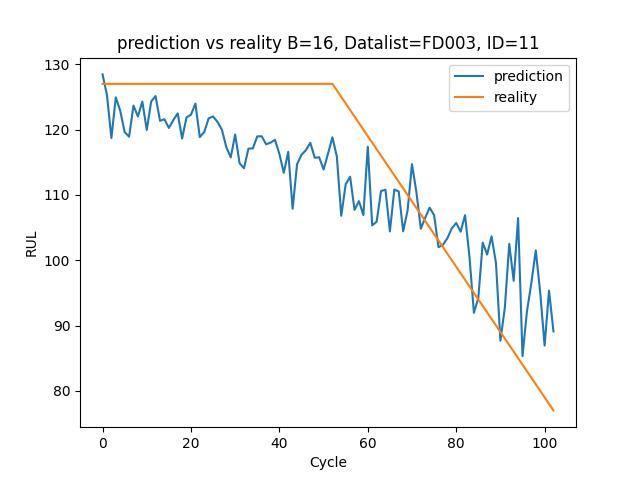 prediction vs reality B=16, Datalist=FD003, ID=11
prediction
reality
130
120
110
100
90
80
RUL
0 20 40 60 80 100
Cycle